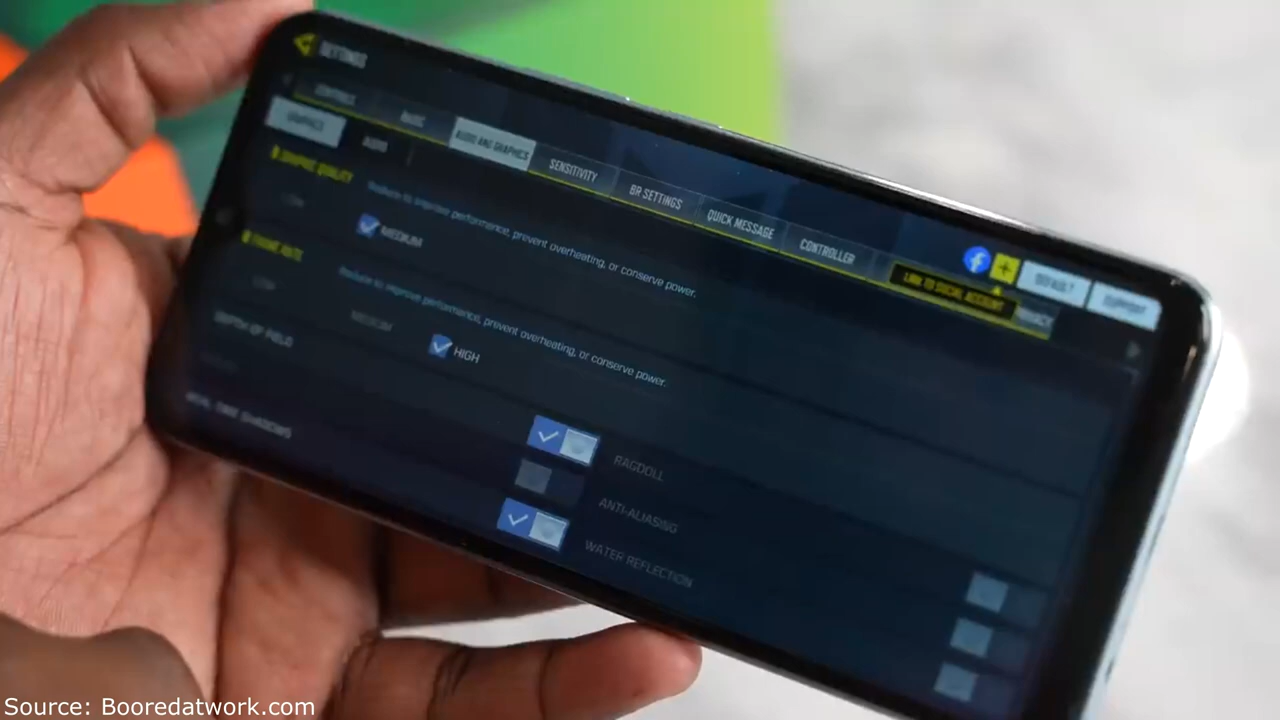 SETTINGS
CONTROLS BASIC AUDIO AND GRAPHICS SENSITIVITY BR SETTINGS QUICK MESSAGE CONTROLLER PRIVACY
LINK TO SOCIAL ACCOUNT
DEFAULT SUPPORT
GRAPHICS AUDIO
GRAPHIC QUALITY
Reduce to improve performance, prevent overheating, or conserve power.
LOW MEDIUM
FRAME RATE
Reduce to improve performance, prevent overheating, or conserve power.
LOW MEDIUM HIGH
DEPTH OF FIELD
RAGDOLL
ANTI-ALIASING
REAL-TIME SHADOWS
WATER REFLECTION
Source: Booredatwork.com